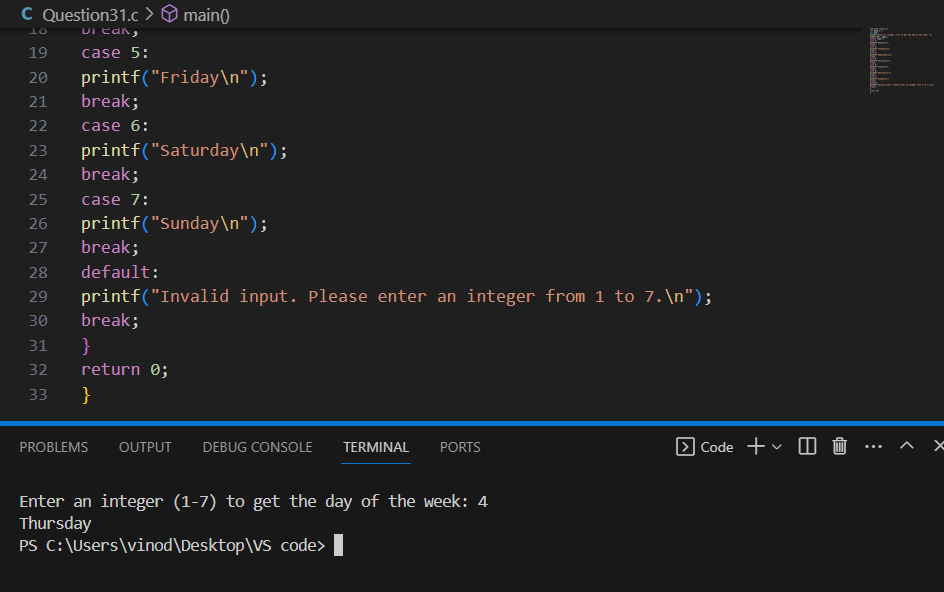 Question31.c > main()
18 break;
19 case 5:
20 printf("Friday\n");
21 break;
22 case 6:
23 printf("Saturday\n");
24 break;
25 case 7:
26 printf("Sunday\n");
27 break;
28 default:
29 printf("Invalid input. Please enter an integer from 1 to 7.\n");
30 break;
31 }
32 return 0;
33 }
PROBLEMS OUTPUT DEBUG CONSOLE TERMINAL PORTS Code
Enter an integer (1-7) to get the day of the week: 4
Thursday
PS C:\Users\vinod\Desktop\VS code>